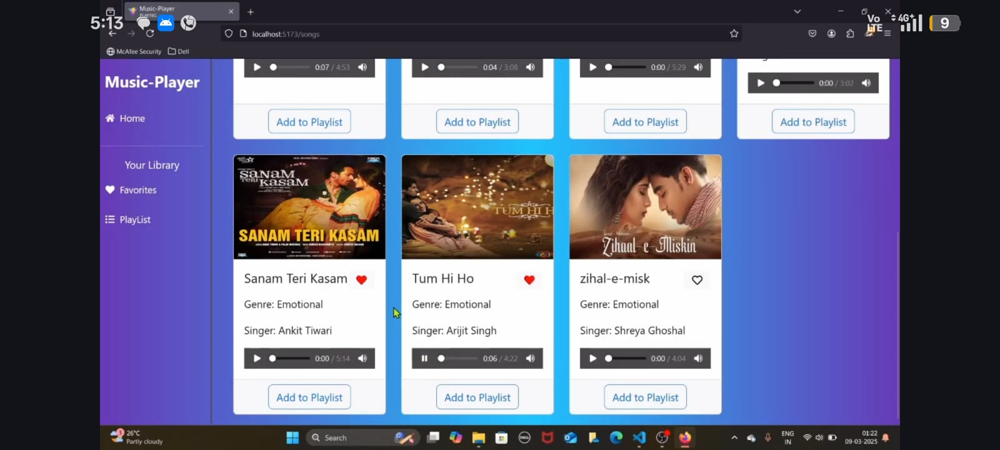 Music-Player
PLAYING
5:13
Vo
LTE
4G+
9
localhost:5173/songs
McAfee Security
Dell
Music-Player
Home
Your Library
Favorites
PlayList
0:07 / 4:53
0:04 / 3:08
0:00 / 5:29
0:00 / 3:02
Add to Playlist
Add to Playlist
Add to Playlist
Add to Playlist
SANAM
TERI
KASAM
SANAM TERI KASAM
Sanam Teri Kasam
Genre: Emotional
Singer: Ankit Tiwari
0:00 / 5:14
Add to Playlist
TUM HI H
Tum Hi Ho
Genre: Emotional
Singer: Arijit Singh
0:06 / 4:22
Add to Playlist
Zihaal-e-Miskin
zihal-e-misk
Genre: Emotional
Singer: Shreya Ghoshal
0:00 / 4:04
Add to Playlist
3
26°C
Partly cloudy
Search
DELL
ENG
IN
01:22
09-03-2025